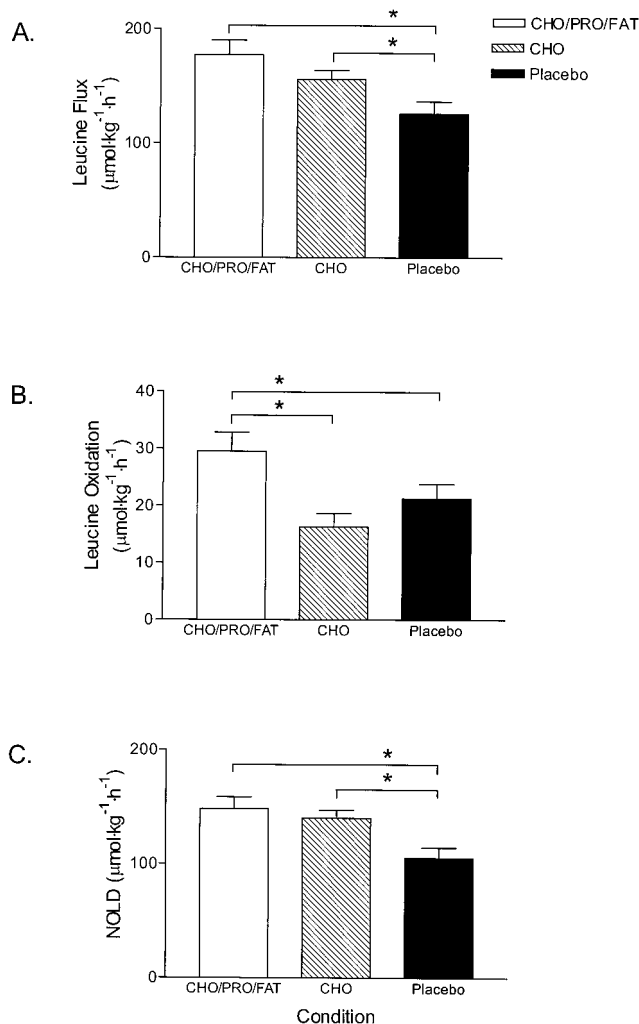 A.
CHO/PRO/FAT
CHO
Placebo
Leucine Flux
(µmol·kg⁻¹·h⁻¹)
200
100
0
*
*
CHO/PRO/FAT CHO Placebo
B.
Leucine Oxidation
(µmol·kg⁻¹·h⁻¹)
40
30
20
10
0
*
*
CHO/PRO/FAT CHO Placebo
C.
NOLD (µmol·kg⁻¹·h⁻¹)
200
100
0
*
*
CHO/PRO/FAT CHO Placebo
Condition